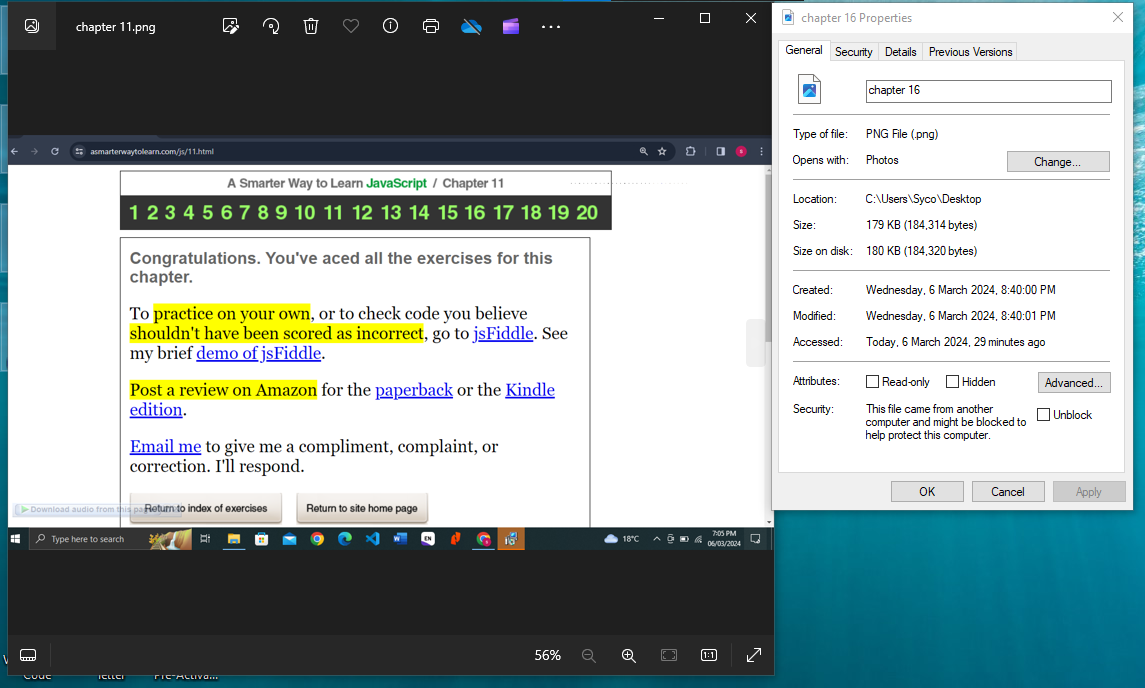 chapter 11.png
asmarterwaytolearn.com/js/11.html
A Smarter Way to Learn JavaScript / Chapter 11
1 2 3 4 5 6 7 8 9 10 11 12 13 14 15 16 17 18 19 20
Congratulations. You've aced all the exercises for this
chapter.
To practice on your own, or to check code you believe
shouldn't have been scored as incorrect, go to jsFiddle. See
my brief demo of jsFiddle.
Post a review on Amazon for the paperback or the Kindle
edition.
Email me to give me a compliment, complaint, or
correction. I'll respond.
Download audio from this
Return to index of exercises
Return to site home page
Type here to search
EN
18°C
7:05 PM
06/03/2024
56%
1:1
Code
letter
Pre-Activa...
chapter 16 Properties
General Security Details Previous Versions
chapter 16
Type of file: PNG File (.png)
Opens with: Photos Change...
Location: C:\Users\Syco\Desktop
Size: 179 KB (184,314 bytes)
Size on disk: 180 KB (184,320 bytes)
Created: Wednesday, 6 March 2024, 8:40:00 PM
Modified: Wednesday, 6 March 2024, 8:40:01 PM
Accessed: Today, 6 March 2024, 29 minutes ago
Attributes: Read-only Hidden Advanced...
Security: This file came from another
computer and might be blocked to
help protect this computer.
Unblock
OK Cancel Apply